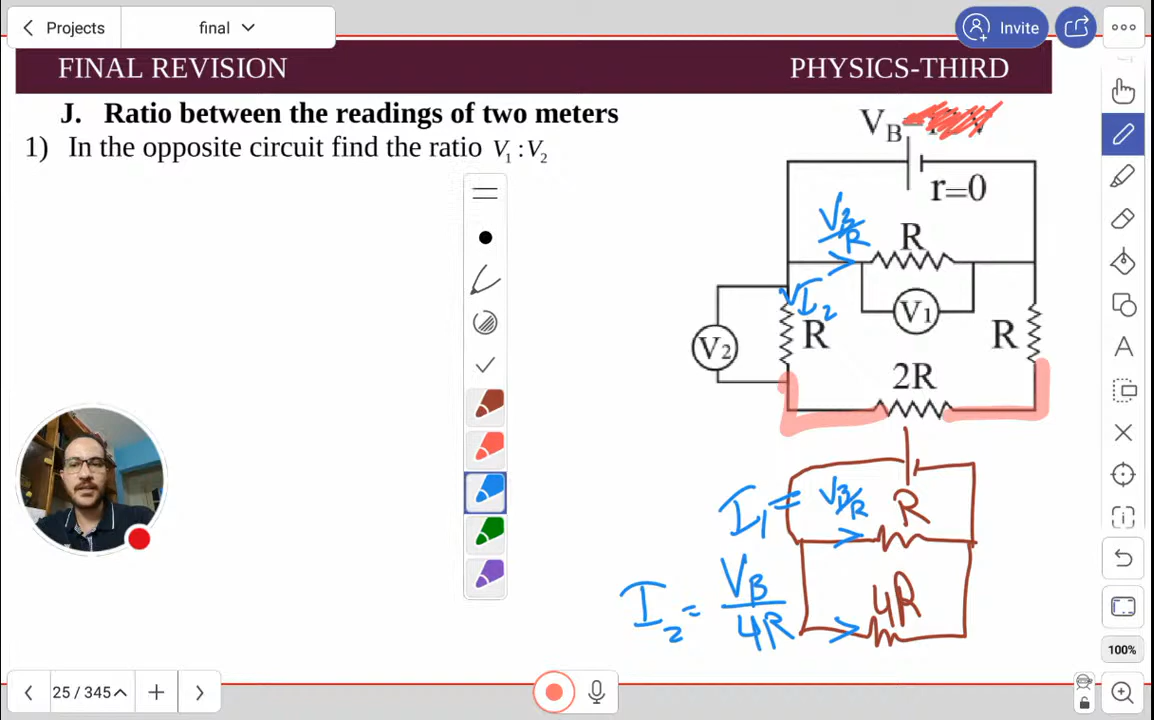 Projects
final
Invite
FINAL REVISION
PHYSICS-THIRD
J. Ratio between the readings of two meters
1) In the opposite circuit find the ratio V₁ : V₂
V_B
r=0
V_B/R
R
I₂
V1
V2
R
R
2R
I₁ = V_B/R
R
I₂ = V_B/4R
4R
25 / 345
100%